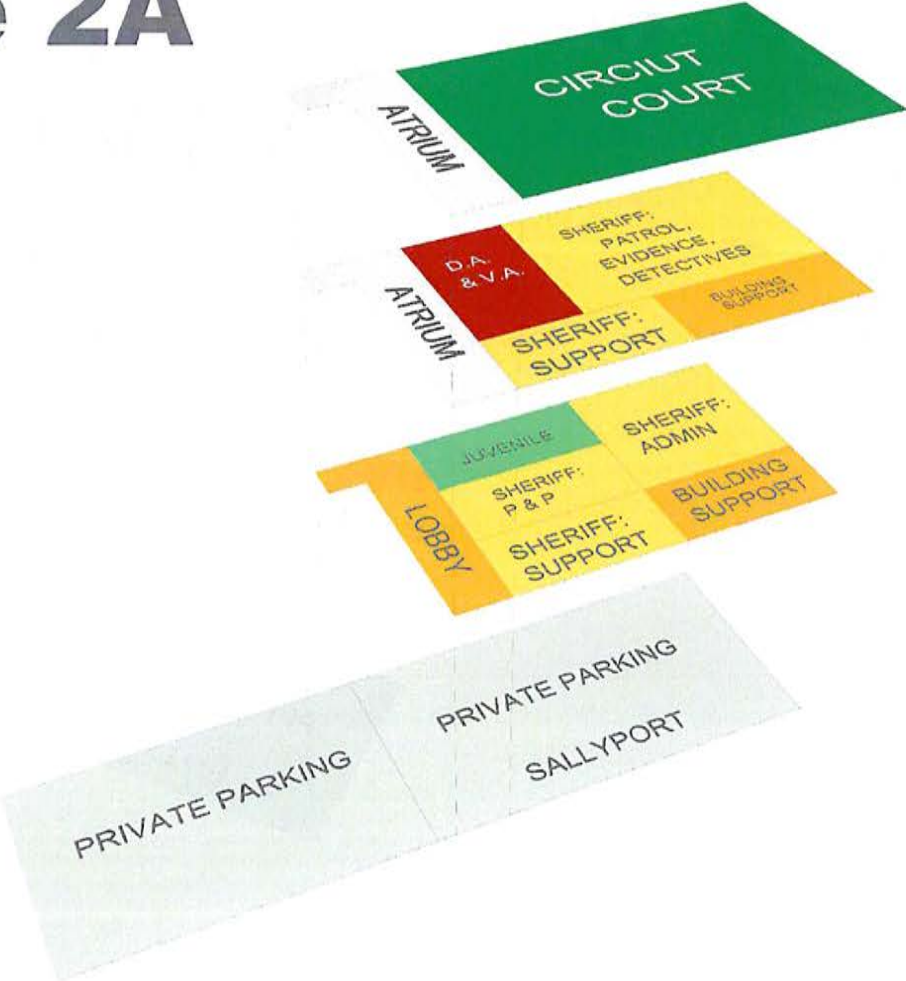 e 2A
CIRCIUT
COURT
ATRIUM
SHERIFF:
PATROL,
EVIDENCE,
DETECTIVES
D.A.
& V.A.
BUILDING
SUPPORT
ATRIUM
SHERIFF:
SUPPORT
SHERIFF:
ADMIN
JUVENILE
SHERIFF:
P & P
BUILDING
SUPPORT
LOBBY
SHERIFF:
SUPPORT
PRIVATE PARKING
SALLYPORT
PRIVATE PARKING